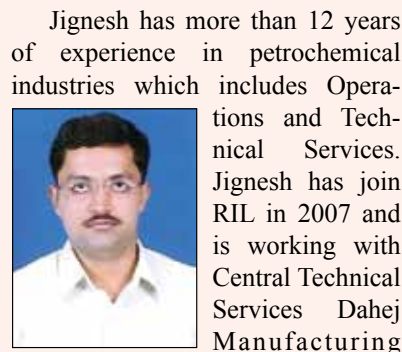 Jignesh has more than 12 years
of experience in petrochemical
industries which includes Opera-
tions and Tech-
nical Services.
Jignesh has join
RIL in 2007 and
is working with
Central Technical
Services Dahej
Manufacturing